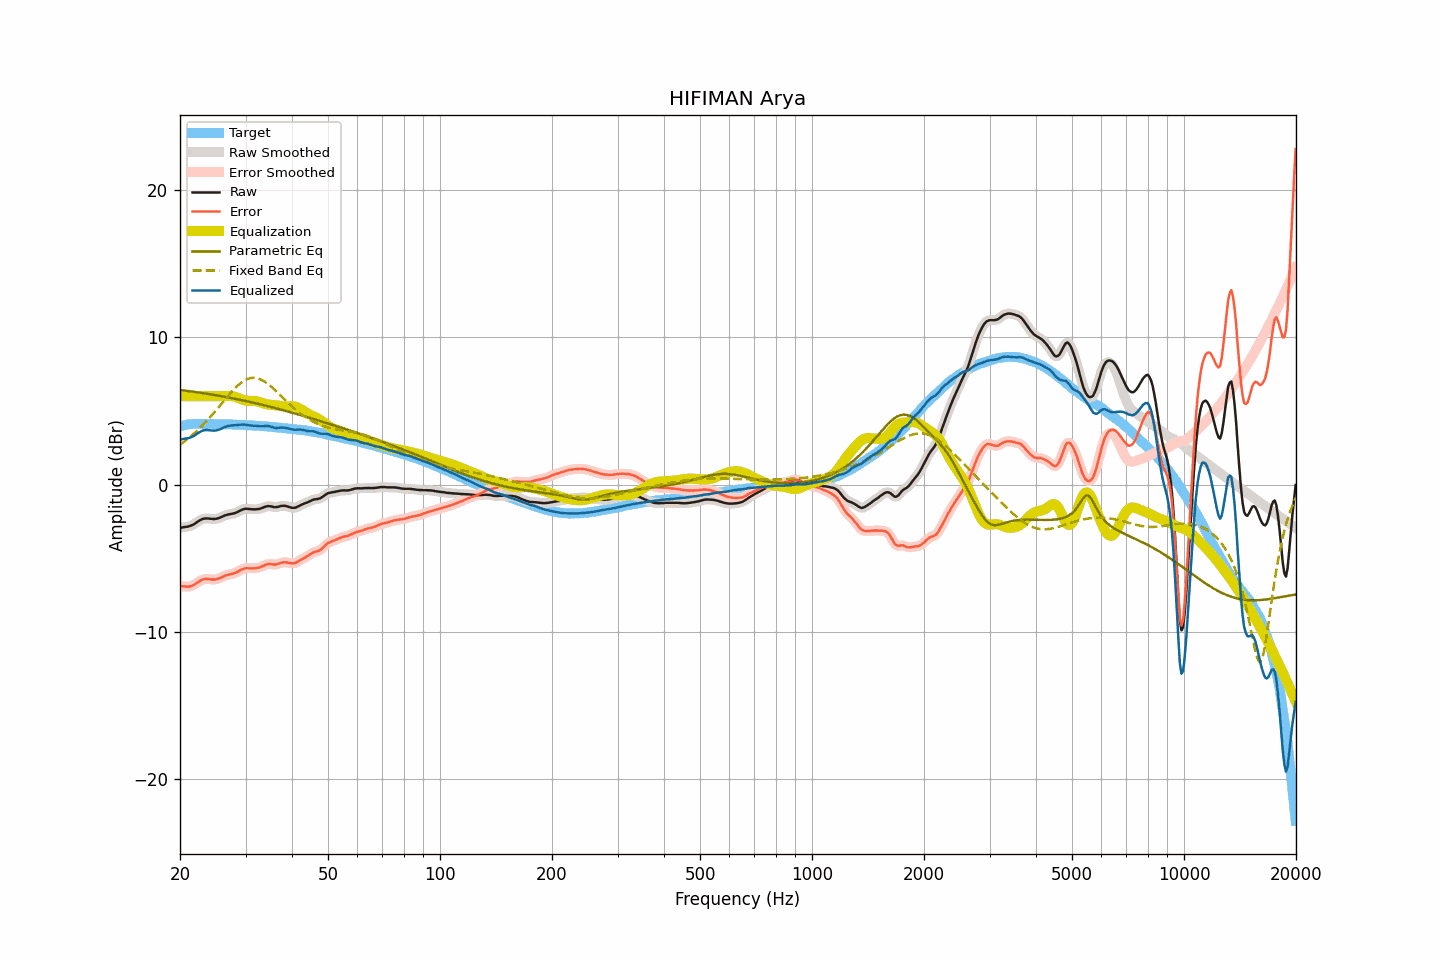 HIFIMAN Arya
Target
Raw Smoothed
Error Smoothed
Raw
Error
Equalization
Parametric Eq
Fixed Band Eq
Equalized
Amplitude (dBr)
20
10
0
−10
−20
20 50 100 200 500 1000 2000 5000 10000 20000
Frequency (Hz)